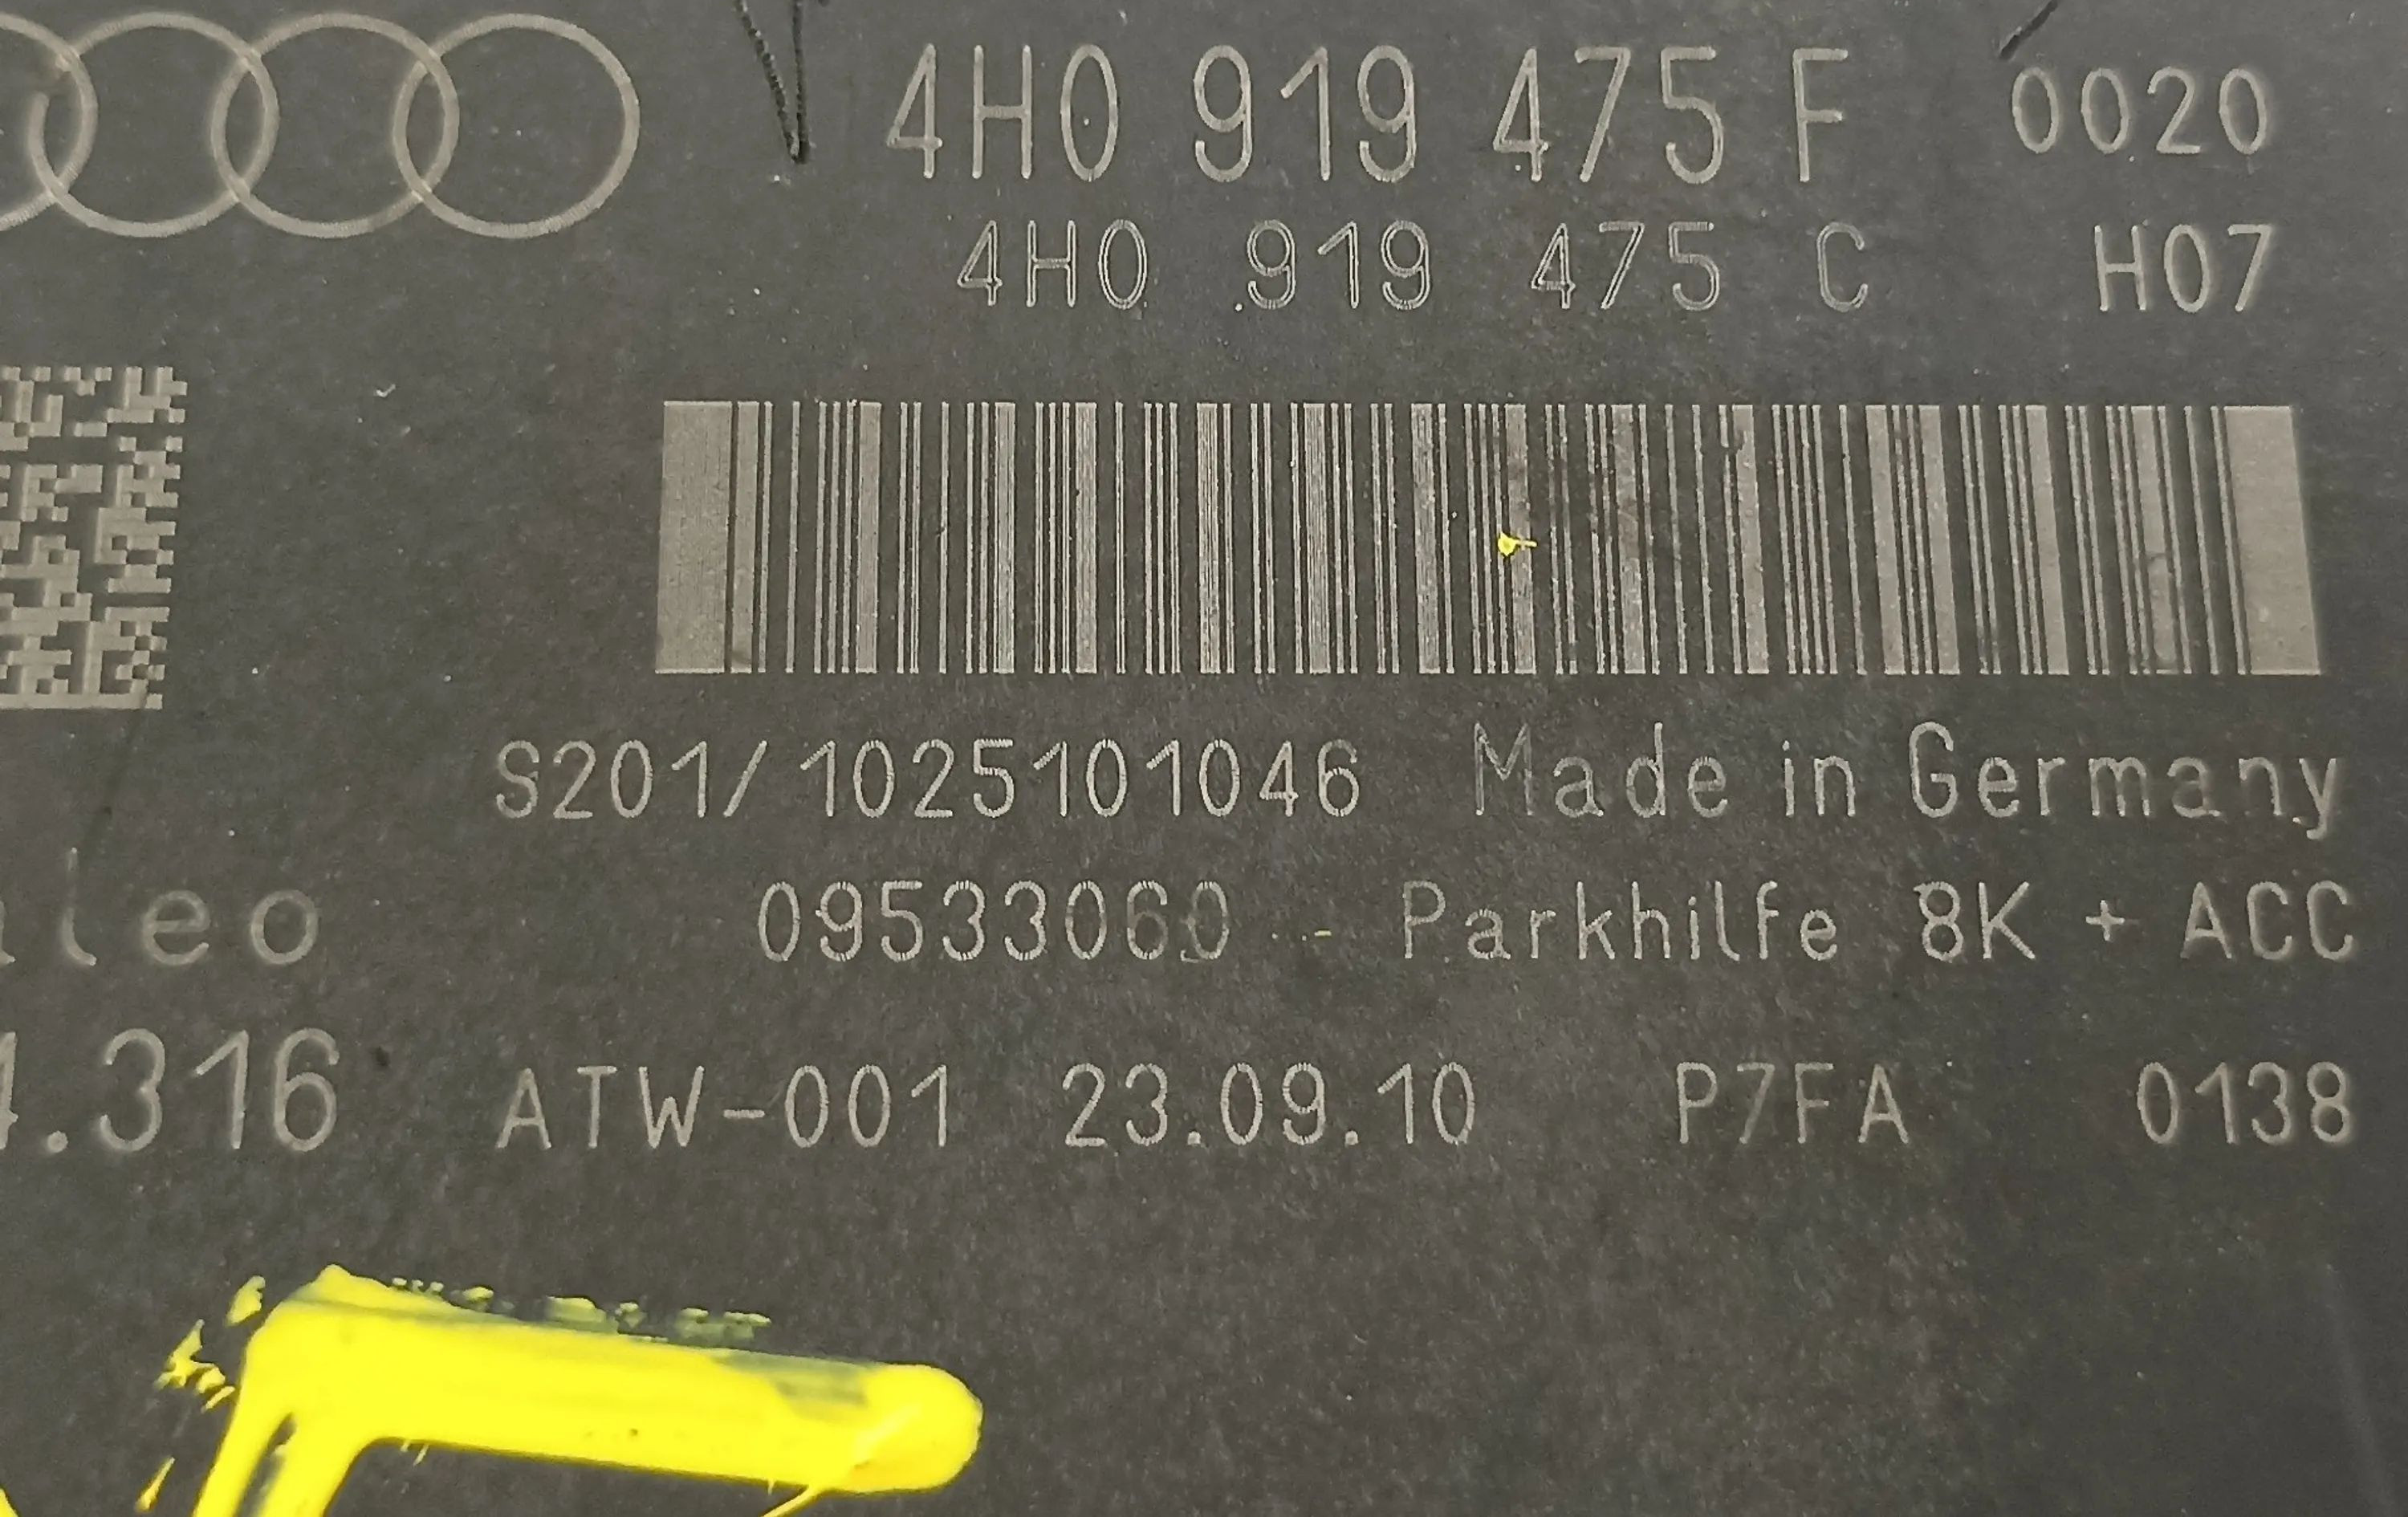 4H0 919 475 F 0020
4H0 919 475 C H07
S201/1025101046 Made in Germany
09533060 - Parkhilfe 8K + ACC
.316 ATW-001 23.09.10 P7FA 0138